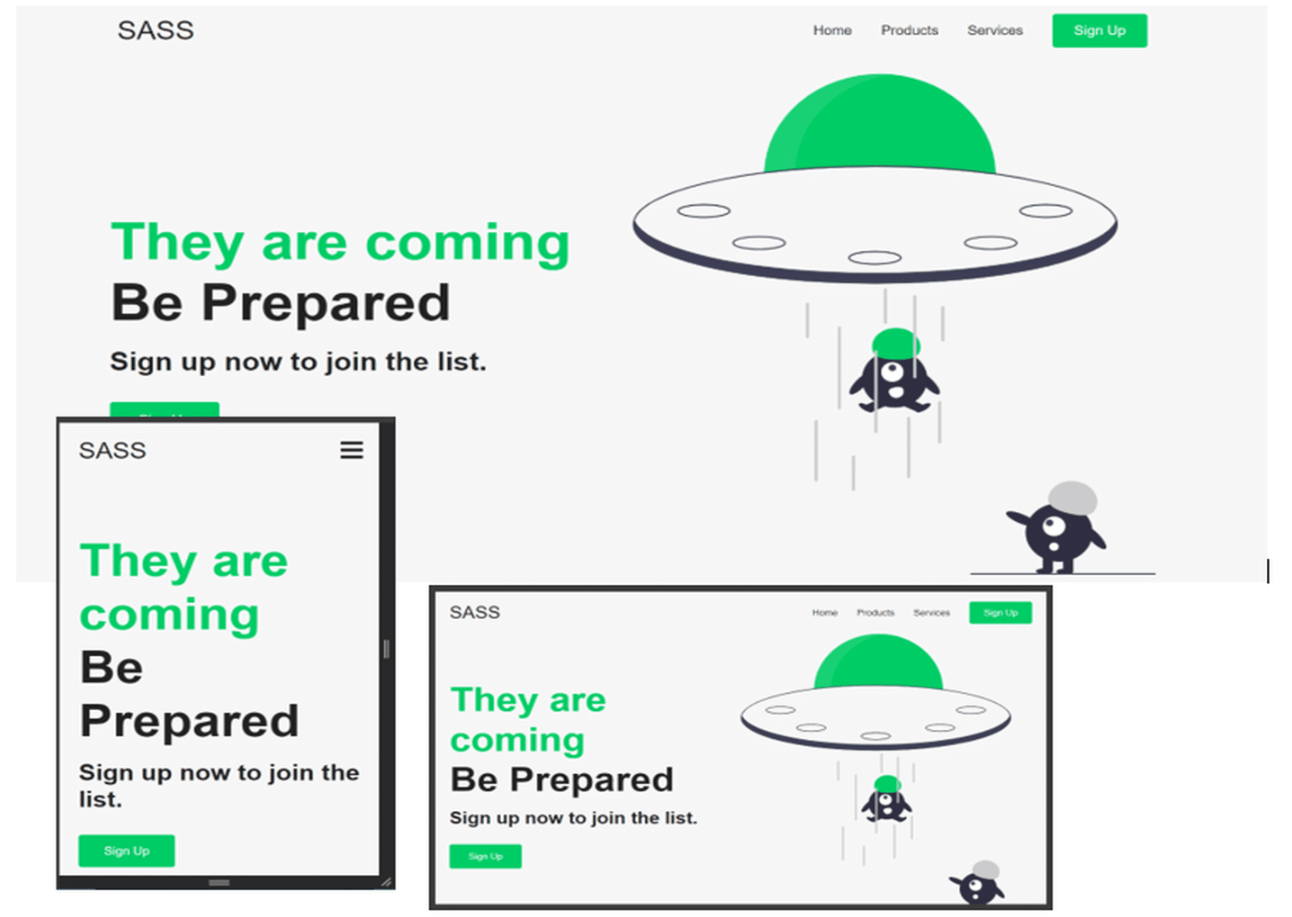 SASS
Home Products Services Sign Up
They are coming
Be Prepared
Sign up now to join the list.
SASS
They are
coming
Be
Prepared
Sign up now to join the
list.
Sign Up
SASS
Home Products Services Sign Up
They are
coming
Be Prepared
Sign up now to join the list.
Sign Up